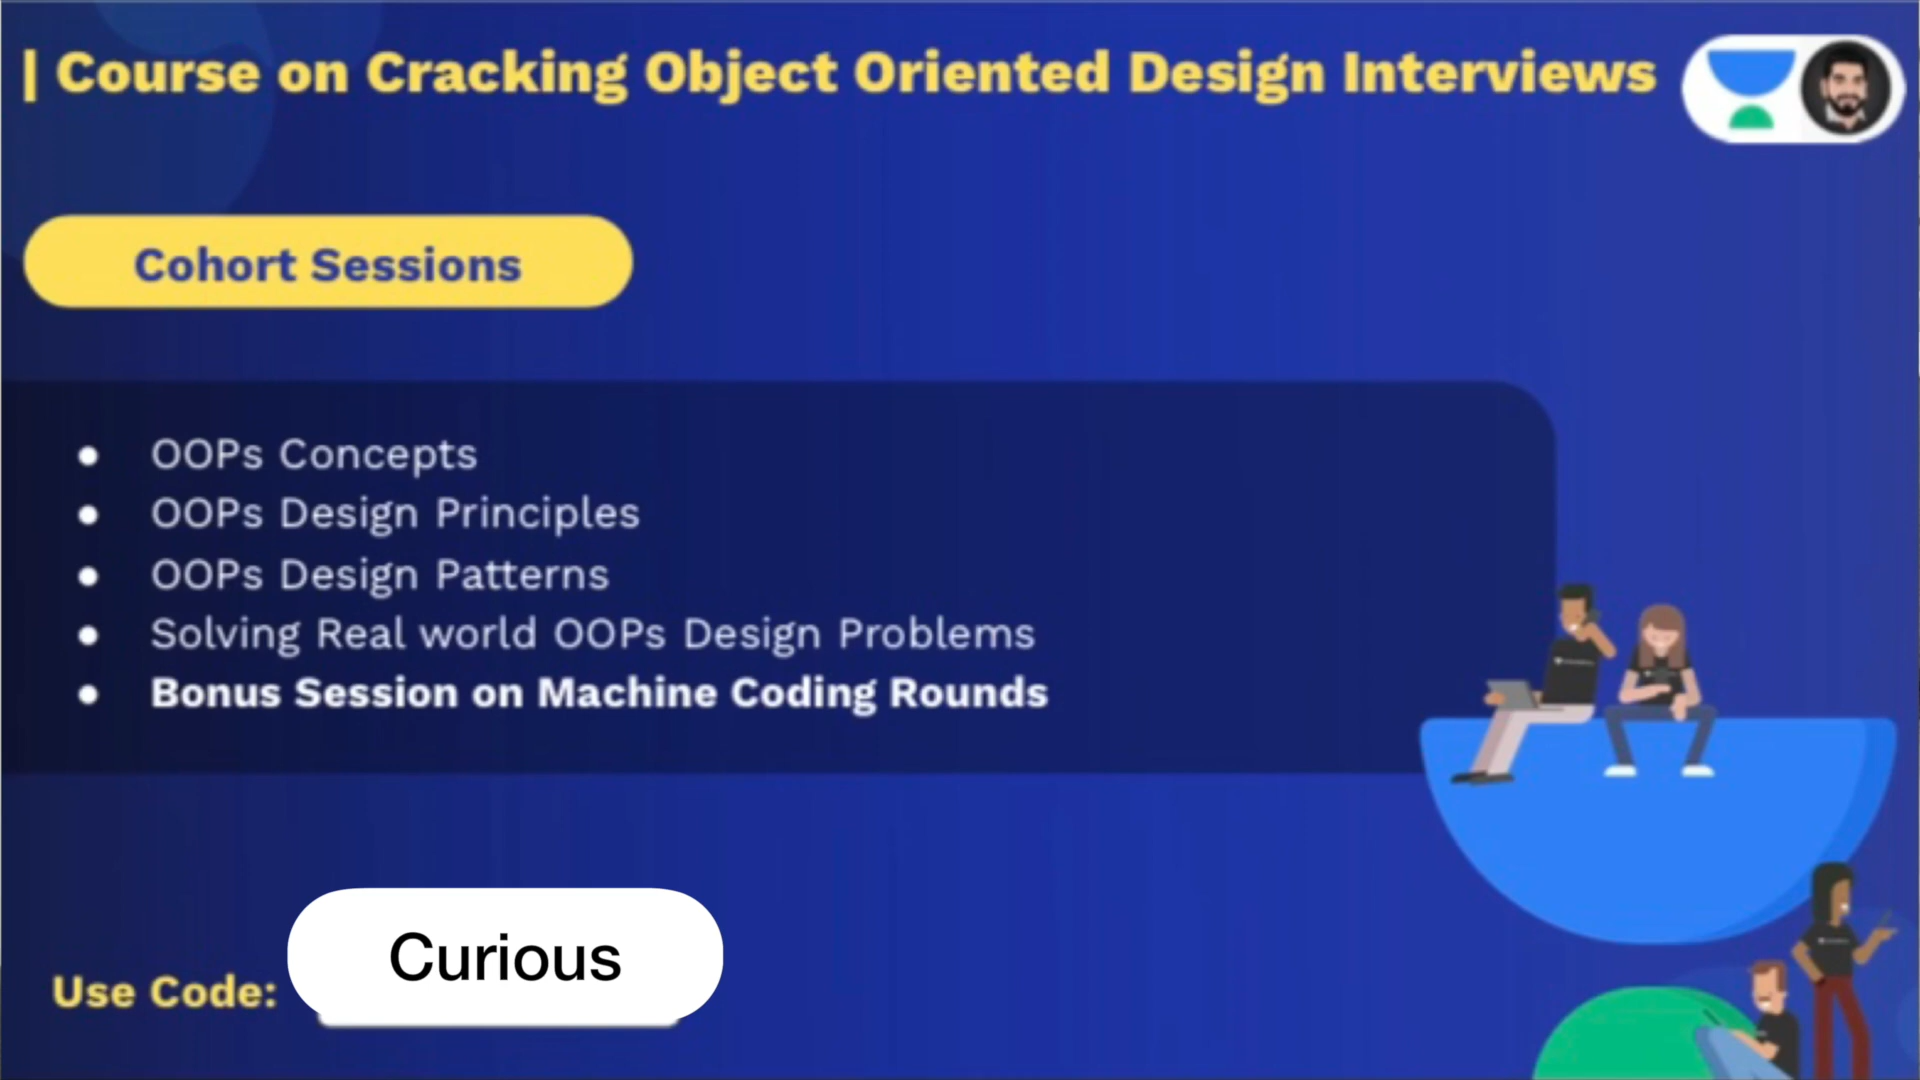 | Course on Cracking Object Oriented Design Interviews
Cohort Sessions
● OOPs Concepts
● OOPs Design Principles
● OOPs Design Patterns
● Solving Real world OOPs Design Problems
● Bonus Session on Machine Coding Rounds
Use Code: Curious